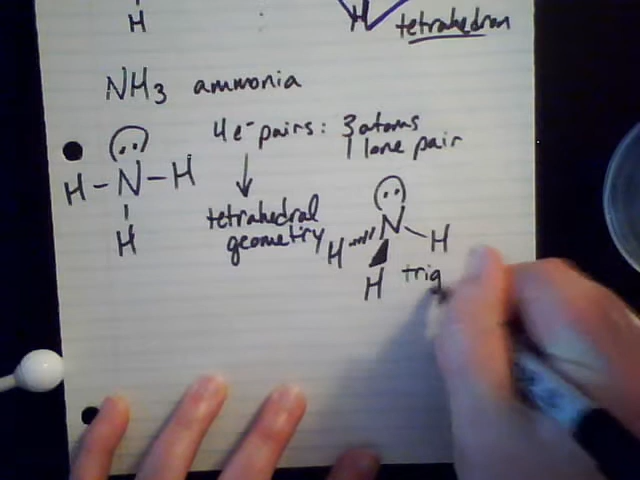 H
H
tetrahedron
NH3 ammonia
4 e- pairs: 3 atoms
1 lone pair
H - N - H
H
tetrahedral
geometry
N
H H
H
trig